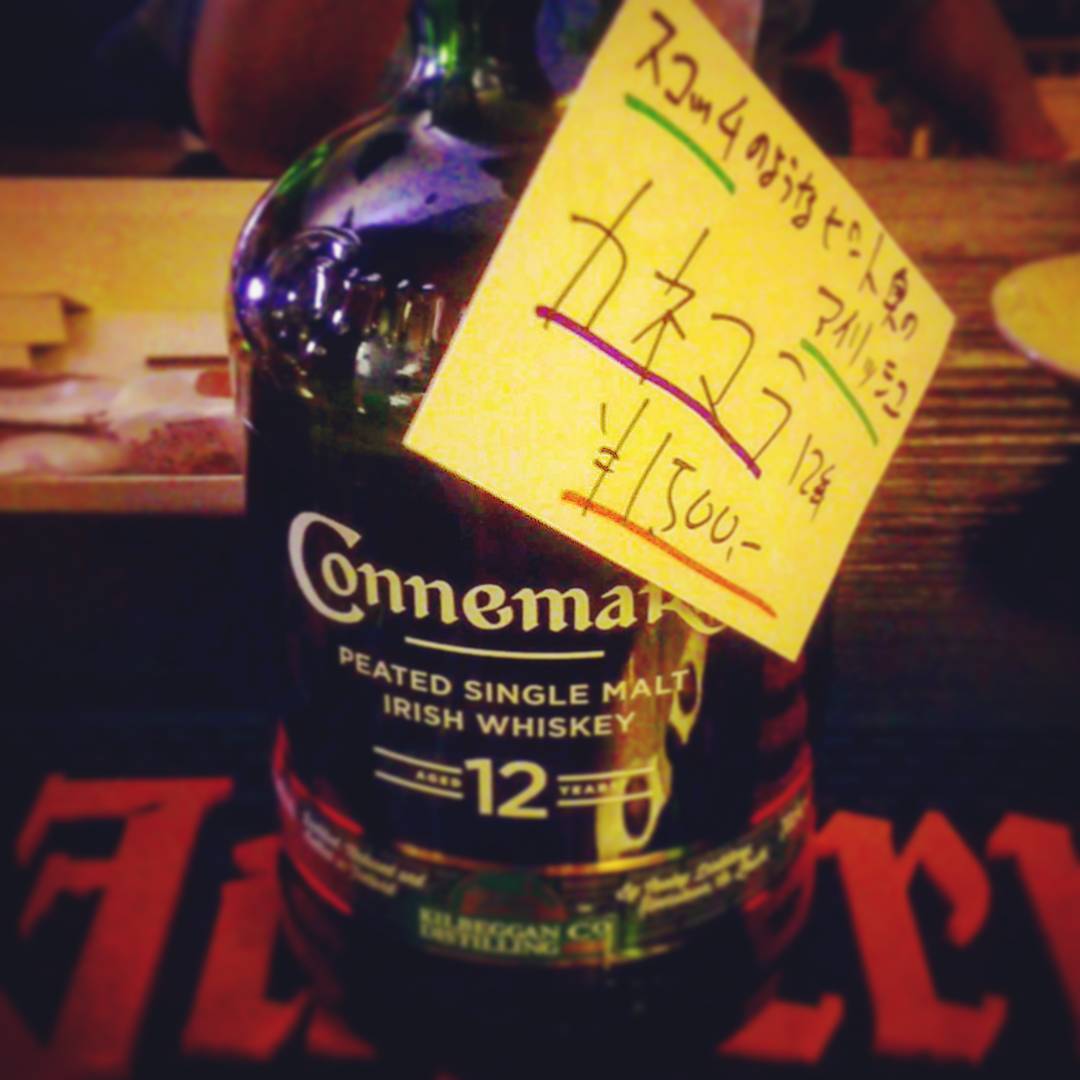 スコッチのようなピート臭の
アイリッシュ
カネマラ 12年
¥1,500.-
Connemara
PEATED SINGLE MALT
IRISH WHISKEY
AGED 12 YEARS
KILBEGGAN
DISTILLING CO